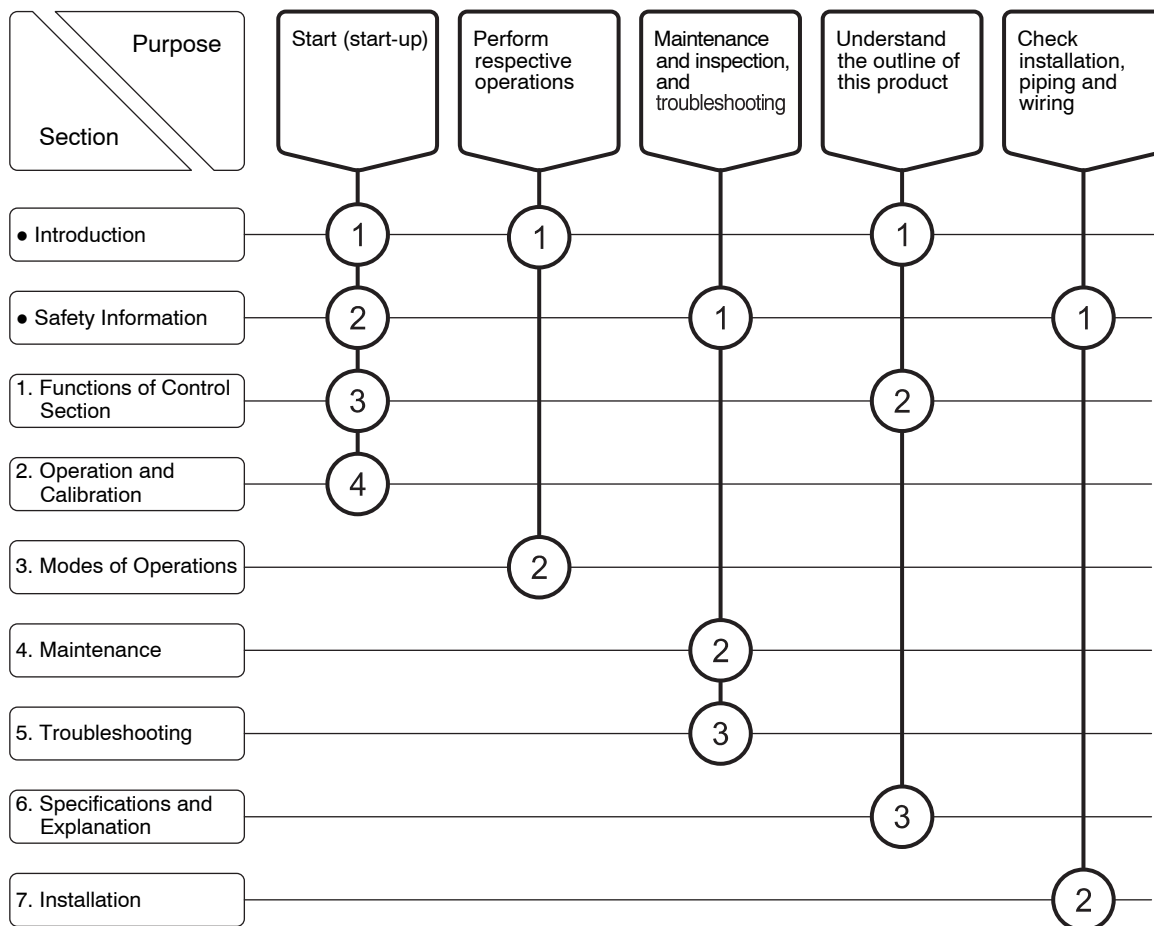 Purpose
Section
Start (start-up)
Perform
respective
operations
Maintenance
and inspection,
and
troubleshooting
Understand
the outline of
this product
Check
installation,
piping and
wiring
● Introduction
1
1
1
● Safety Information
2
1
1
1. Functions of Control
Section
3
2
2. Operation and
Calibration
4
3. Modes of Operations
2
4. Maintenance
2
5. Troubleshooting
3
6. Specifications and
Explanation
3
7. Installation
2